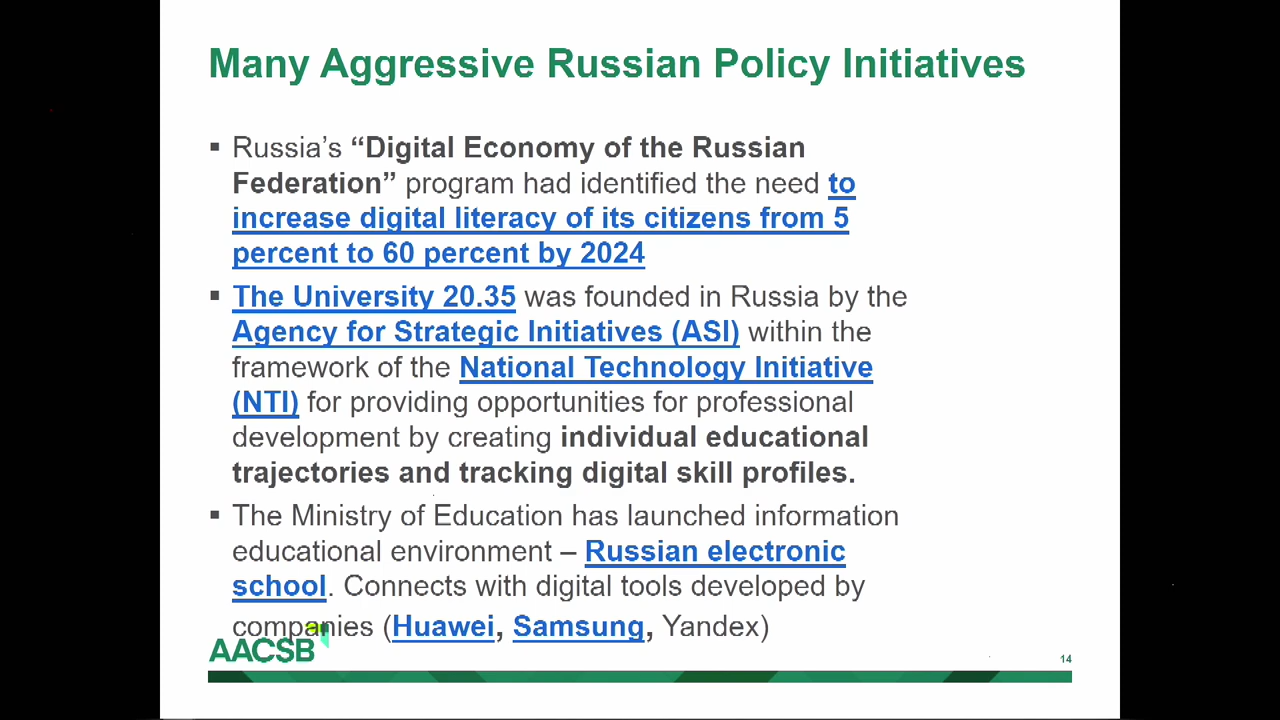 Many Aggressive Russian Policy Initiatives
▪ Russia’s “Digital Economy of the Russian
Federation” program had identified the need to
increase digital literacy of its citizens from 5
percent to 60 percent by 2024
▪ The University 20.35 was founded in Russia by the
Agency for Strategic Initiatives (ASI) within the
framework of the National Technology Initiative
(NTI) for providing opportunities for professional
development by creating individual educational
trajectories and tracking digital skill profiles.
▪ The Ministry of Education has launched information
educational environment – Russian electronic
school. Connects with digital tools developed by
companies (Huawei, Samsung, Yandex)
AACSB
14